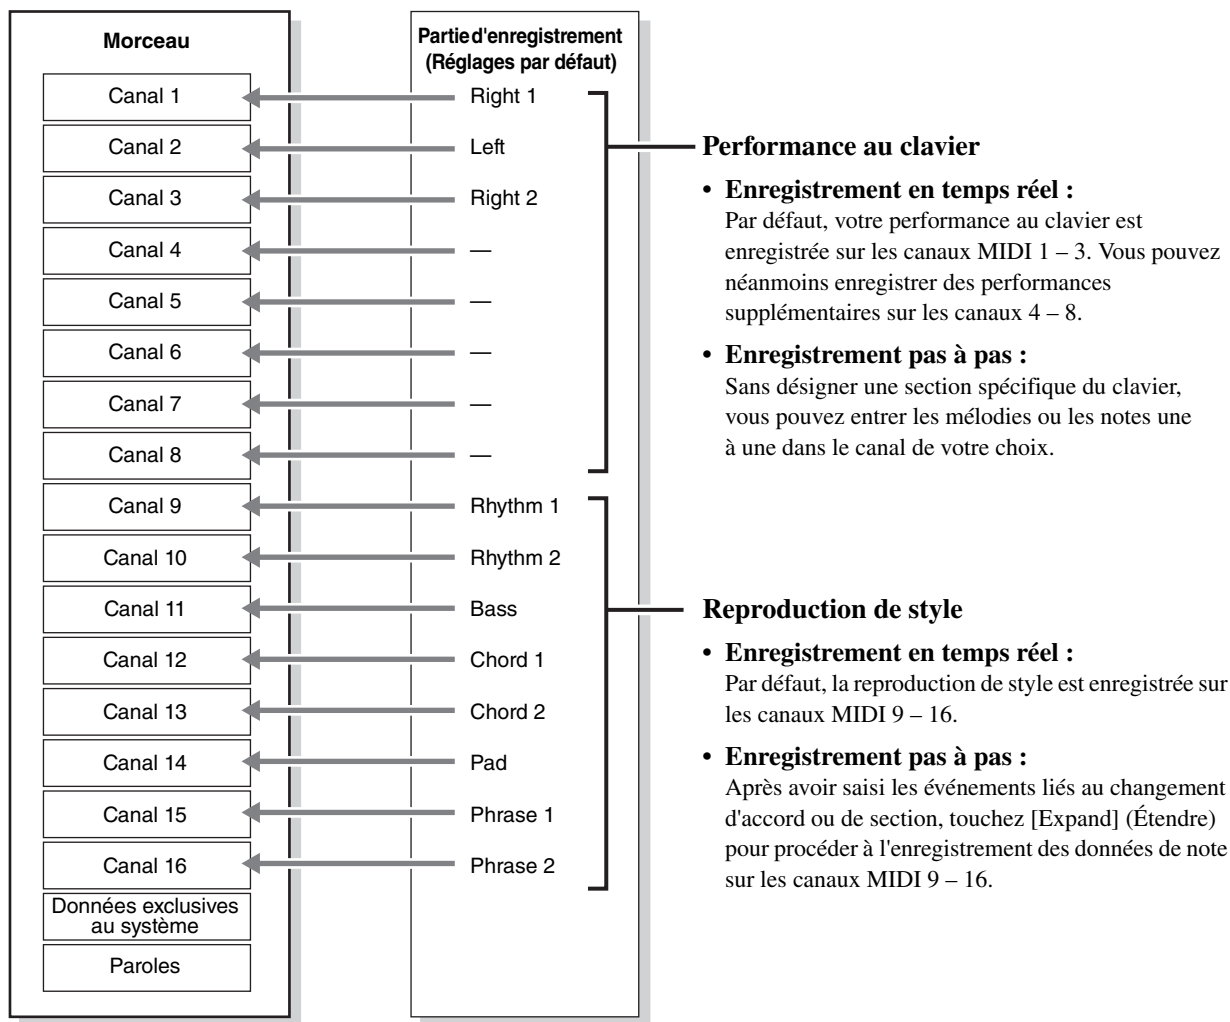 Morceau
Partie d'enregistrement
(Réglages par défaut)
Canal 1
Right 1
Canal 2
Left
Canal 3
Right 2
Canal 4
—
Canal 5
—
Canal 6
—
Canal 7
—
Canal 8
—
Canal 9
Rhythm 1
Canal 10
Rhythm 2
Canal 11
Bass
Canal 12
Chord 1
Canal 13
Chord 2
Canal 14
Pad
Canal 15
Phrase 1
Canal 16
Phrase 2
Données exclusives
au système
Paroles
Performance au clavier
• Enregistrement en temps réel :
Par défaut, votre performance au clavier est
enregistrée sur les canaux MIDI 1 – 3. Vous pouvez
néanmoins enregistrer des performances
supplémentaires sur les canaux 4 – 8.
• Enregistrement pas à pas :
Sans désigner une section spécifique du clavier,
vous pouvez entrer les mélodies ou les notes une
à une dans le canal de votre choix.
Reproduction de style
• Enregistrement en temps réel :
Par défaut, la reproduction de style est enregistrée sur
les canaux MIDI 9 – 16.
• Enregistrement pas à pas :
Après avoir saisi les événements liés au changement
d'accord ou de section, touchez [Expand] (Étendre)
pour procéder à l'enregistrement des données de note
sur les canaux MIDI 9 – 16.